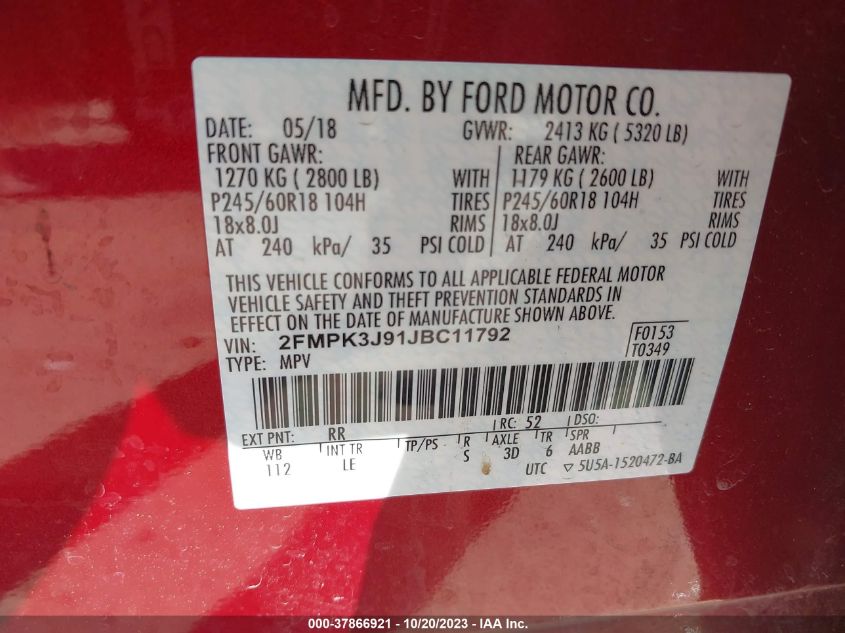 MFD. BY FORD MOTOR CO.
DATE: 05/18 GVWR: 2413 KG ( 5320 LB)
FRONT GAWR: REAR GAWR:
1270 KG ( 2800 LB) WITH 1179 KG ( 2600 LB) WITH
P245/60R18 104H TIRES P245/60R18 104H TIRES
18x8.0J RIMS 18x8.0J RIMS
AT 240 kPa/ 35 PSI COLD AT 240 kPa/ 35 PSI COLD
THIS VEHICLE CONFORMS TO ALL APPLICABLE FEDERAL MOTOR
VEHICLE SAFETY AND THEFT PREVENTION STANDARDS IN
EFFECT ON THE DATE OF MANUFACTURE SHOWN ABOVE.
VIN: 2FMPK3J91JBC11792 F0153
TYPE: MPV T0349
EXT PNT: RR RC: 52 DSO:
WB INT TR TP/PS R AXLE TR SPR
112 LE S 3D 6 AABB
UTC ▽ 5U5A-1520472-BA
000-37866921 - 10/20/2023 - IAA Inc.